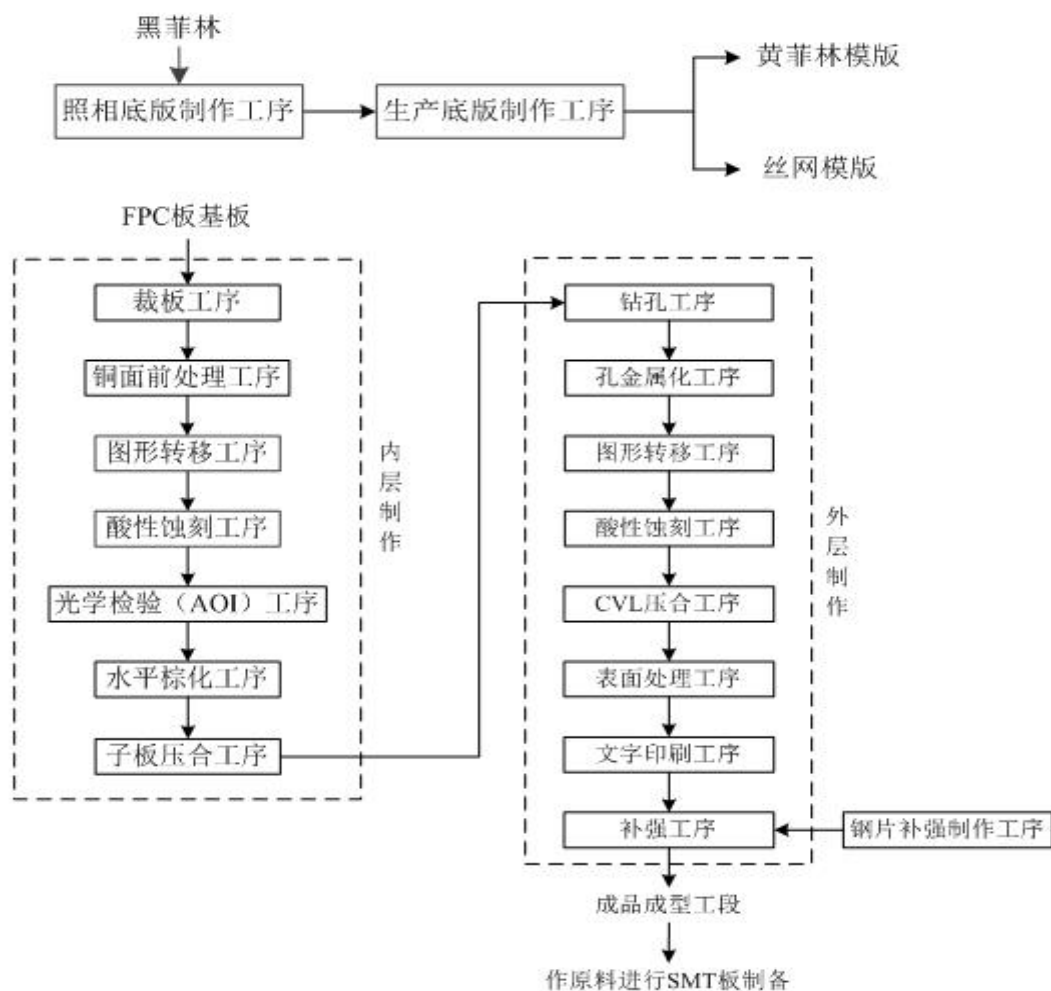 黑菲林
照相底版制作工序
生产底版制作工序
黄菲林模版
丝网模版
FPC板基板
裁板工序
铜面前处理工序
图形转移工序
酸性蚀刻工序
光学检验（AOI）工序
水平棕化工序
子板压合工序
内层制作
钻孔工序
孔金属化工序
图形转移工序
酸性蚀刻工序
CVL压合工序
表面处理工序
文字印刷工序
补强工序
外层制作
钢片补强制作工序
成品成型工段
作原料进行SMT板制备